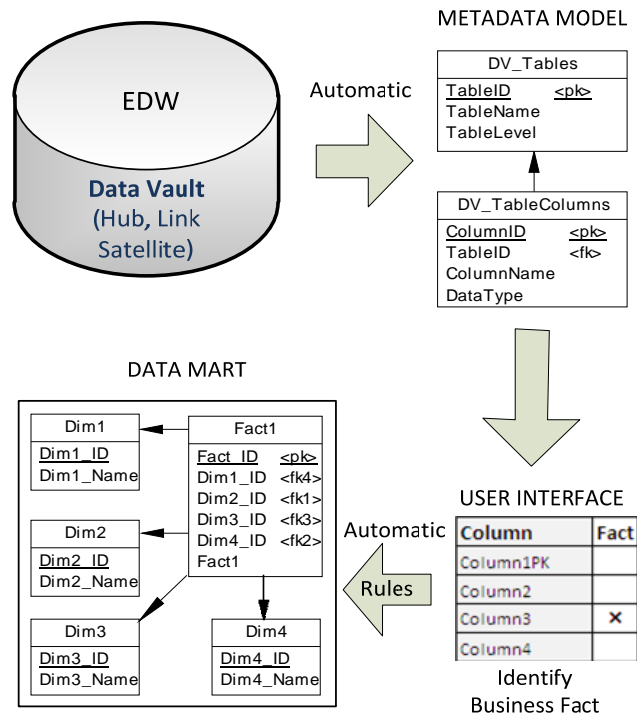 METADATA MODEL
EDW
Data Vault
(Hub, Link
Satellite)
Automatic
DV_Tables
TableID <pk>
TableName
TableLevel
DV_TableColumns
ColumnID <pk>
TableID <fk>
ColumnName
DataType
DATA MART
Dim1
Dim1_ID
Dim1_Name
Dim2
Dim2_ID
Dim2_Name
Dim3
Dim3_ID
Dim3_Name
Fact1
Fact_ID <pk>
Dim1_ID <fk4>
Dim2_ID <fk1>
Dim3_ID <fk3>
Dim4_ID <fk2>
Fact1
Dim4
Dim4_ID
Dim4_Name
Automatic
Rules
USER INTERFACE
Column Fact
Column1PK
Column2
Column3 ×
Column4
Identify
Business Fact